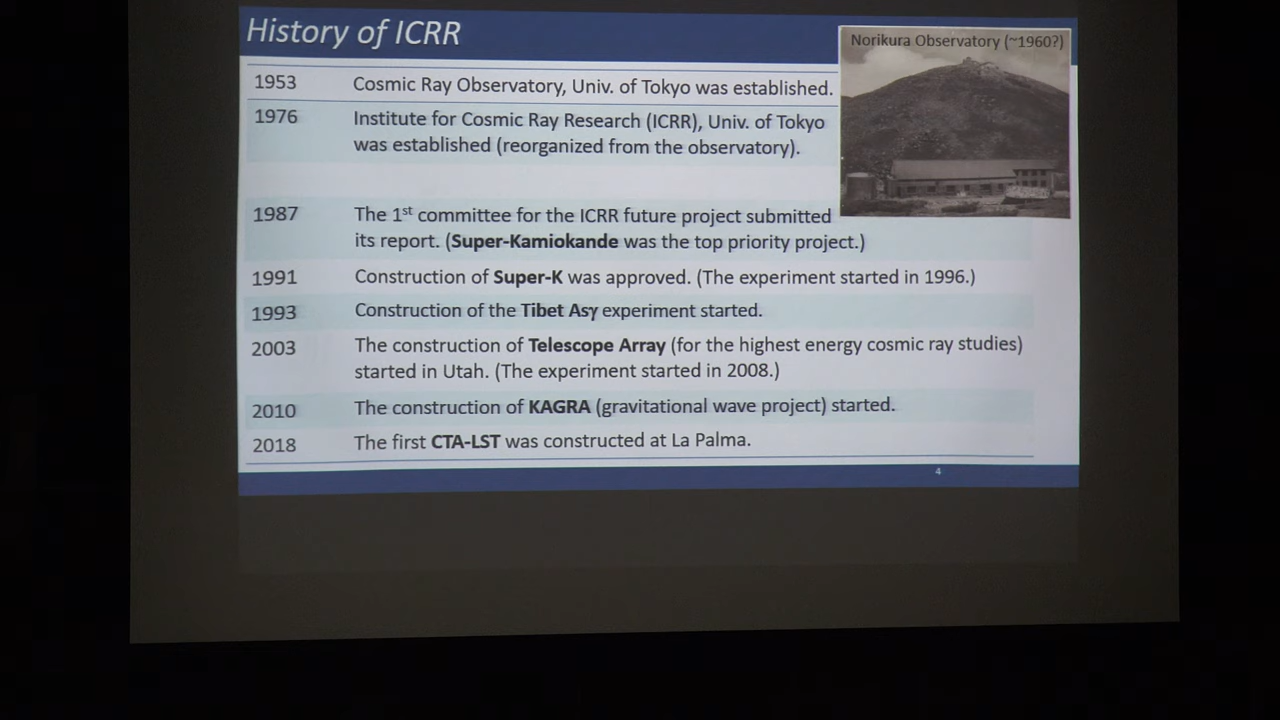 History of ICRR
Norikura Observatory (~1960?)
1953 Cosmic Ray Observatory, Univ. of Tokyo was established.
1976 Institute for Cosmic Ray Research (ICRR), Univ. of Tokyo
was established (reorganized from the observatory).
1987 The 1st committee for the ICRR future project submitted
its report. (Super-Kamiokande was the top priority project.)
1991 Construction of Super-K was approved. (The experiment started in 1996.)
1993 Construction of the Tibet ASγ experiment started.
2003 The construction of Telescope Array (for the highest energy cosmic ray studies)
started in Utah. (The experiment started in 2008.)
2010 The construction of KAGRA (gravitational wave project) started.
2018 The first CTA-LST was constructed at La Palma.
4